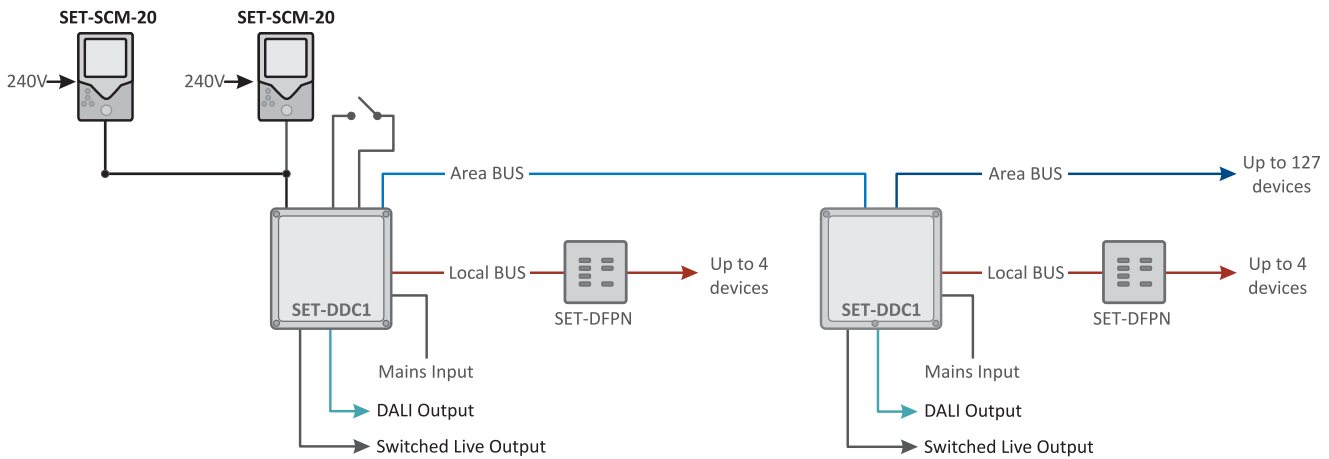 SET-SCM-20
SET-SCM-20
240V
240V
Area BUS
Area BUS
Up to 127
devices
Local BUS
Up to 4
devices
Local BUS
Up to 4
devices
SET-DDC1
SET-DFPN
SET-DDC1
SET-DFPN
Mains Input
Mains Input
DALI Output
DALI Output
Switched Live Output
Switched Live Output